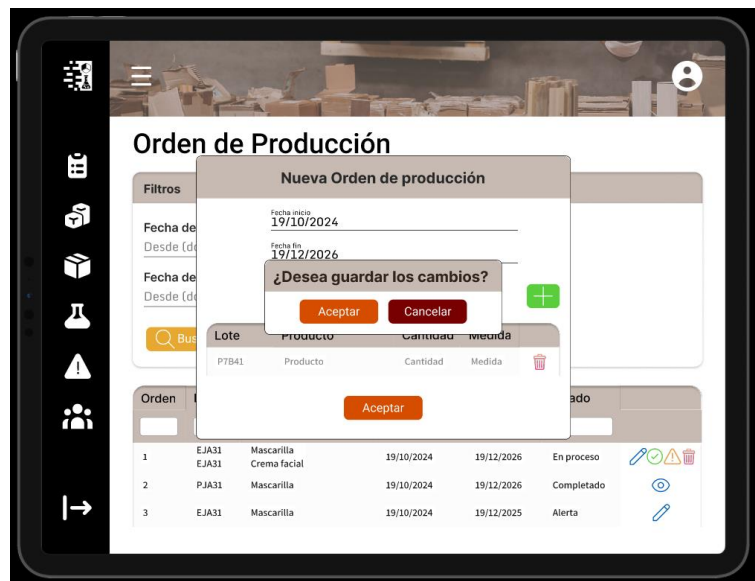 Orden de Producción
Nueva Orden de producción
Filtros
Fecha inicio
19/10/2024
Fecha de
Desde (do
Fecha fin
19/12/2026
¿Desea guardar los cambios?
Fecha de
Desde (do
Aceptar Cancelar
Bus
Lote Producto Cantidad Medida
P7B41 Producto Cantidad Medida
Aceptar
Orden ado
1 EJA31 Mascarilla 19/10/2024 19/12/2026 En proceso
EJA31 Crema facial
2 PJA31 Mascarilla 19/10/2024 19/12/2026 Completado
3 EJA31 Mascarilla 19/10/2024 19/12/2025 Alerta